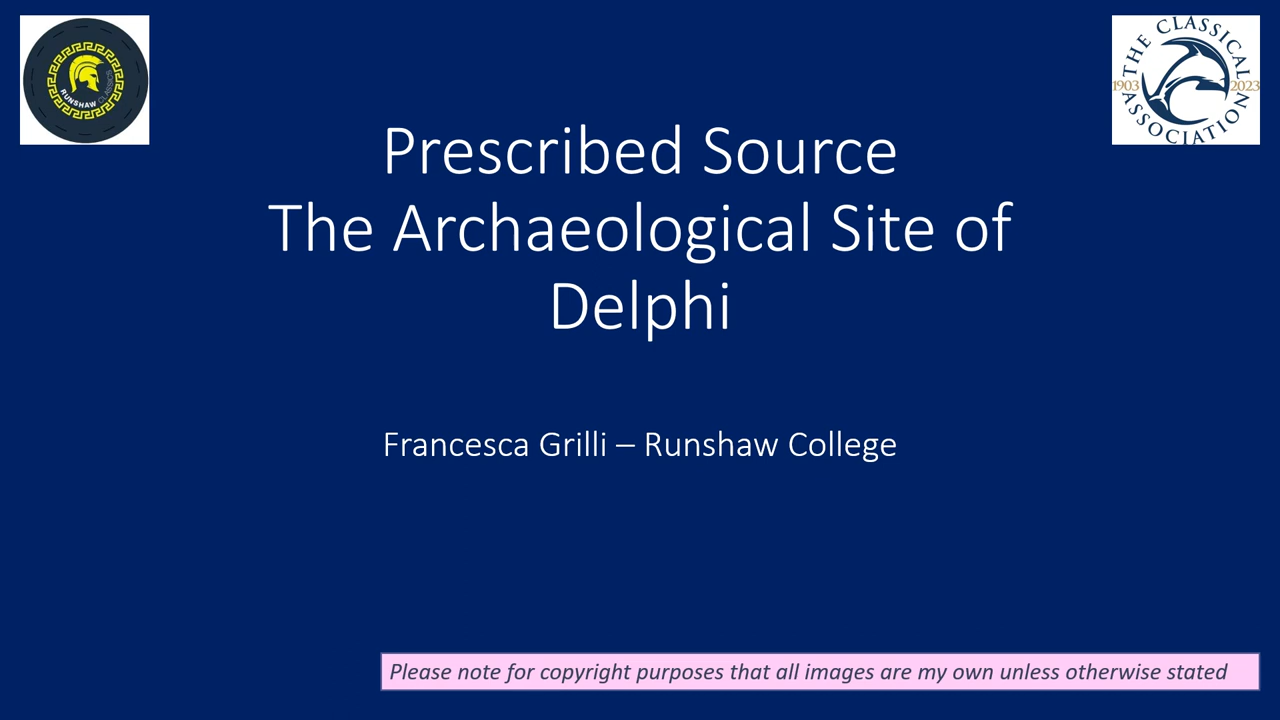 RUNSHAW CLASSICS
THE CLASSICAL
1903 2023
ASSOCIATION
Prescribed Source
The Archaeological Site of
Delphi
Francesca Grilli – Runshaw College
Please note for copyright purposes that all images are my own unless otherwise stated